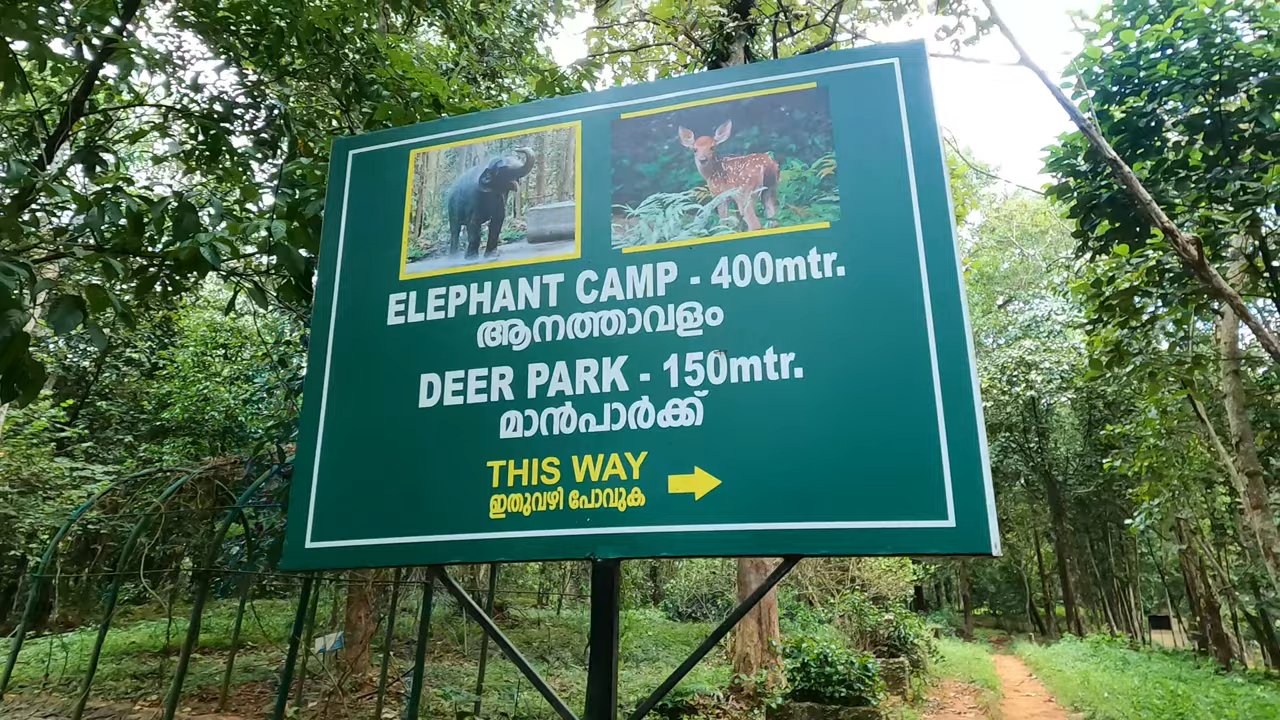 ELEPHANT CAMP - 400mtr.
ആനത്താവളം
DEER PARK - 150mtr.
മാൻപാർക്ക്
THIS WAY
ഇതുവഴി പോവുക